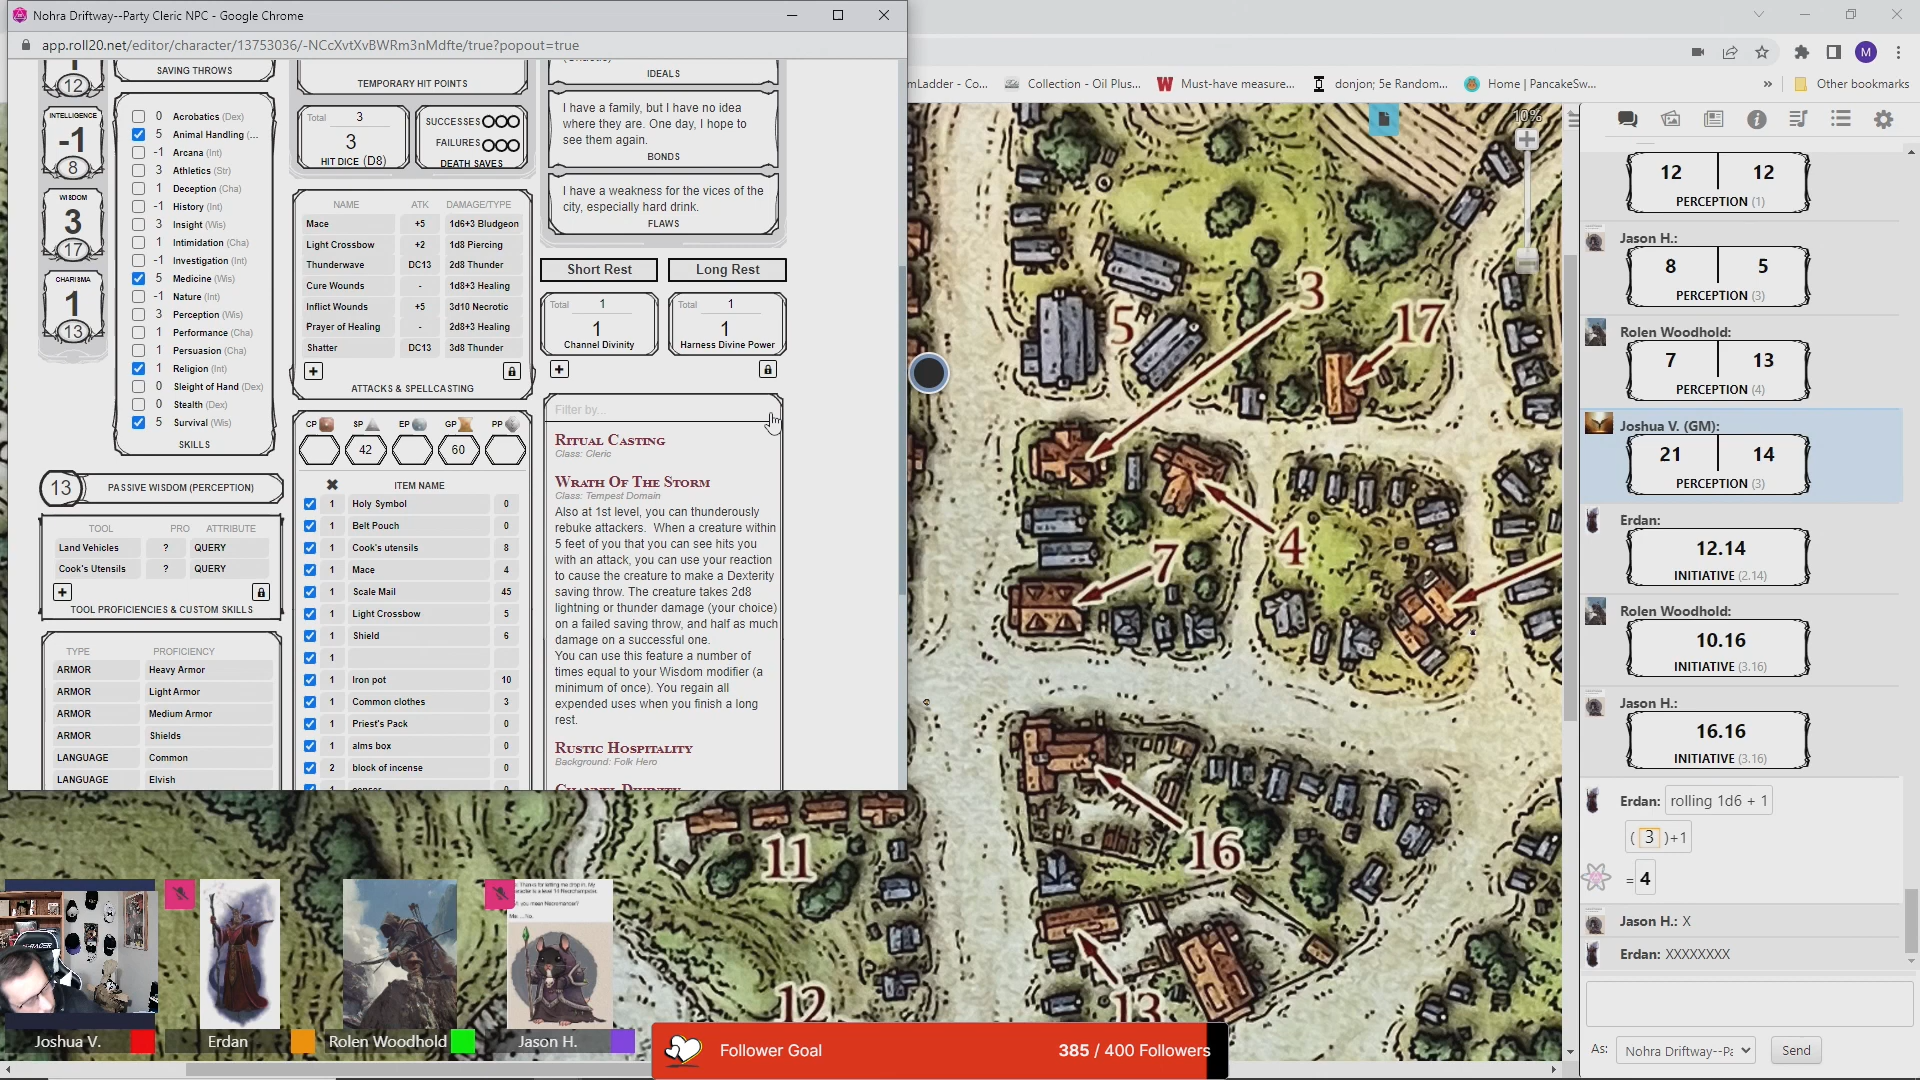 Nohra Driftway--Party Cleric NPC - Google Chrome
app.roll20.net/editor/character/13753036/-NCcXvtXvBWRm3nMdfte/true?popout=true
1
12
INTELLIGENCE
-1
8
WISDOM
3
17
CHARISMA
1
13
SAVING THROWS
0 Acrobatics (Dex)
5 Animal Handling (...
-1 Arcana (Int)
3 Athletics (Str)
1 Deception (Cha)
-1 History (Int)
3 Insight (Wis)
1 Intimidation (Cha)
-1 Investigation (Int)
5 Medicine (Wis)
-1 Nature (Int)
3 Perception (Wis)
1 Performance (Cha)
1 Persuasion (Cha)
1 Religion (Int)
0 Sleight of Hand (Dex)
0 Stealth (Dex)
5 Survival (Wis)
SKILLS
13 PASSIVE WISDOM (PERCEPTION)
TOOL PRO ATTRIBUTE
Land Vehicles ? QUERY
Cook's Utensils ? QUERY
TOOL PROFICIENCIES & CUSTOM SKILLS
TYPE PROFICIENCY
ARMOR Heavy Armor
ARMOR Light Armor
ARMOR Medium Armor
ARMOR Shields
LANGUAGE Common
LANGUAGE Elvish
TEMPORARY HIT POINTS
Total 3
3
HIT DICE (D8)
SUCCESSES
FAILURES
DEATH SAVES
NAME ATK DAMAGE/TYPE
Mace +5 1d6+3 Bludgeon
Light Crossbow +2 1d8 Piercing
Thunderwave DC13 2d8 Thunder
Cure Wounds - 1d8+3 Healing
Inflict Wounds +5 3d10 Necrotic
Prayer of Healing - 2d8+3 Healing
Shatter DC13 3d8 Thunder
ATTACKS & SPELLCASTING
CP SP EP GP PP
42 60
ITEM NAME
1 Holy Symbol 0
1 Belt Pouch 0
1 Cook's utensils 8
1 Mace 4
1 Scale Mail 45
1 Light Crossbow 5
1 Shield 6
1
1 Iron pot 10
1 Common clothes 3
1 Priest's Pack 0
1 alms box 0
2 block of incense 0
IDEALS
I have a family, but I have no idea
where they are. One day, I hope to
see them again.
BONDS
I have a weakness for the vices of the
city, especially hard drink.
FLAWS
Short Rest Long Rest
Total 1
1
Channel Divinity
Total 1
1
Harness Divine Power
Filter by...
RITUAL CASTING
Class: Cleric
WRATH OF THE STORM
Class: Tempest Domain
Also at 1st level, you can thunderously
rebuke attackers. When a creature within
5 feet of you that you can see hits you
with an attack, you can use your reaction
to cause the creature to make a Dexterity
saving throw. The creature takes 2d8
lightning or thunder damage (your choice)
on a failed saving throw, and half as much
damage on a successful one.
You can use this feature a number of
times equal to your Wisdom modifier (a
minimum of once). You regain all
expended uses when you finish a long
rest.
RUSTIC HOSPITALITY
Background: Folk Hero
mLadder - Co...
Collection - Oil Plus...
Must-have measure...
donjon; 5e Random...
Home | PancakeSw...
»
Other bookmarks
M
10%
3
17
5
4
7
16
11
12
13
12 12
PERCEPTION (1)
Jason H.:
8 5
PERCEPTION (3)
Rolen Woodhold:
7 13
PERCEPTION (4)
Joshua V. (GM):
21 14
PERCEPTION (3)
Erdan:
12.14
INITIATIVE (2.14)
Rolen Woodhold:
10.16
INITIATIVE (3.16)
Jason H.:
16.16
INITIATIVE (3.16)
Erdan: rolling 1d6 + 1
(3)+1
= 4
Jason H.: X
Erdan: XXXXXXXX
As: Nohra Driftway--Pa
Send
Joshua V.
Erdan
Rolen Woodhold
Jason H.
Follower Goal 385 / 400 Followers